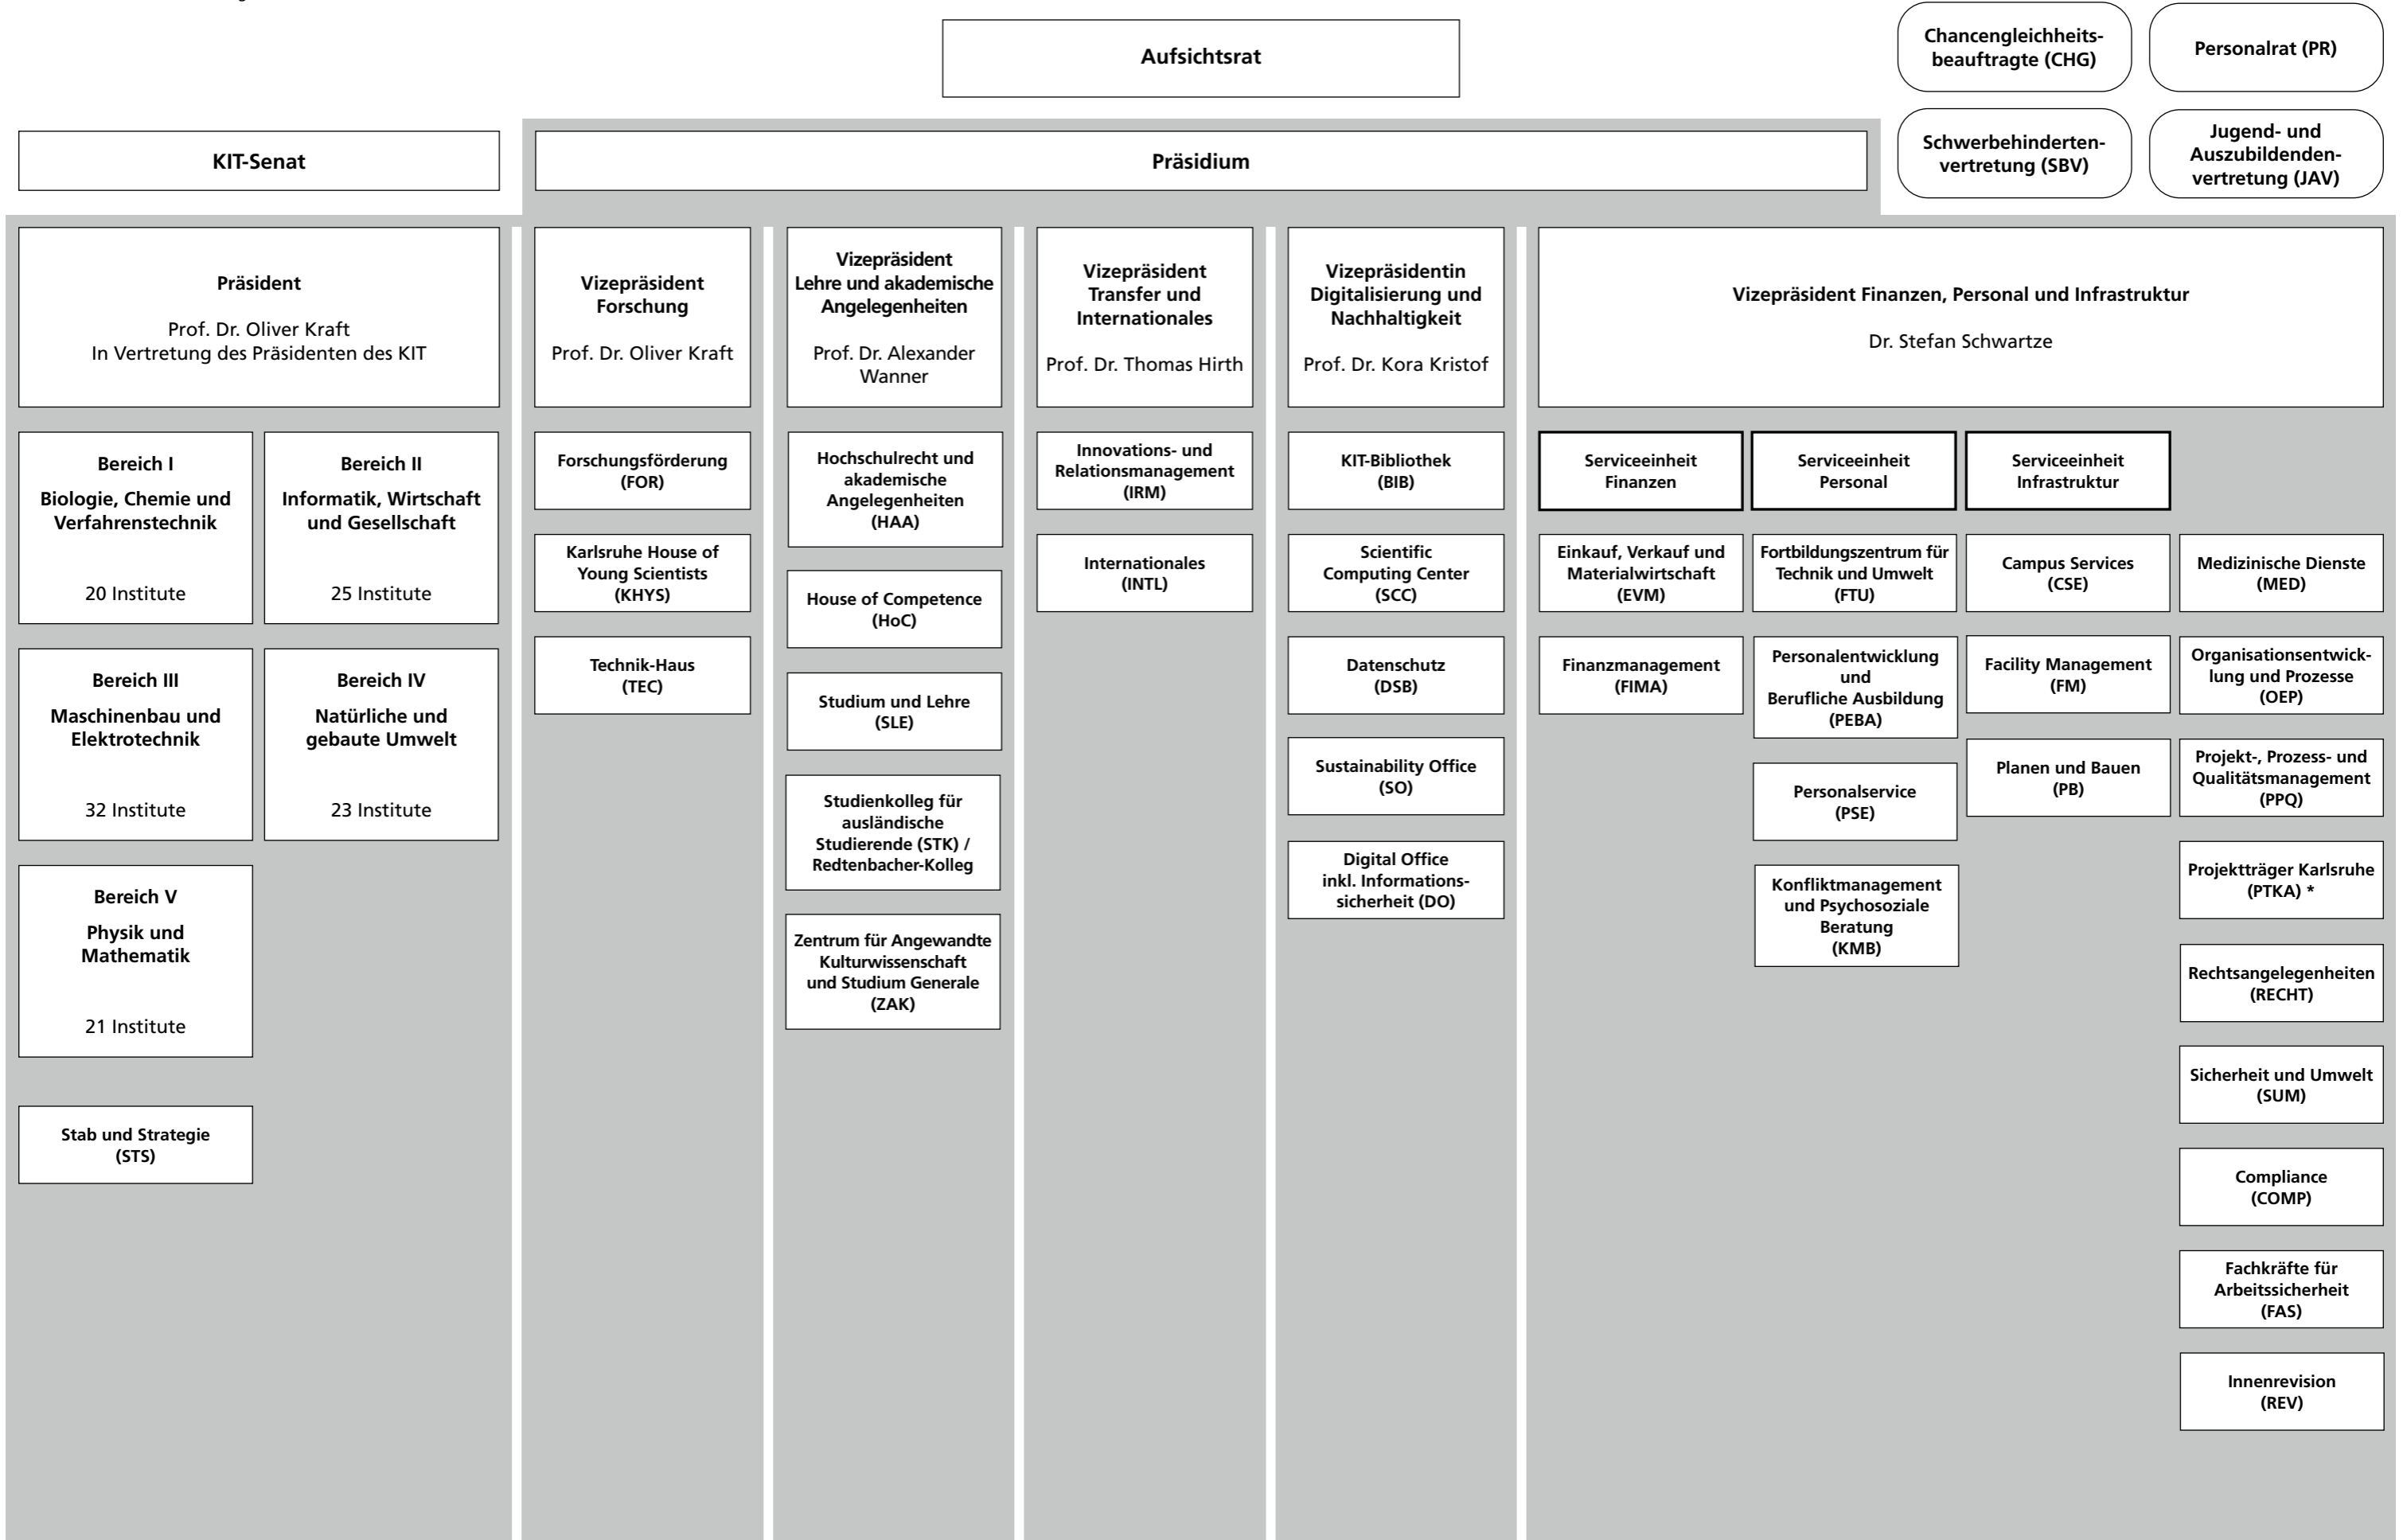 Aufsichtsrat
Chancengleichheits-
beauftragte (CHG)
Personalrat (PR)
KIT-Senat
Präsidium
Schwerbehinderten-
vertretung (SBV)
Jugend- und
Auszubildenden-
vertretung (JAV)
Präsident
Prof. Dr. Oliver Kraft
In Vertretung des Präsidenten des KIT
Vizepräsident
Forschung
Prof. Dr. Oliver Kraft
Vizepräsident
Lehre und akademische
Angelegenheiten
Prof. Dr. Alexander
Wanner
Vizepräsident
Transfer und
Internationales
Prof. Dr. Thomas Hirth
Vizepräsidentin
Digitalisierung und
Nachhaltigkeit
Prof. Dr. Kora Kristof
Vizepräsident Finanzen, Personal und Infrastruktur
Dr. Stefan Schwartze
Bereich I
Biologie, Chemie und
Verfahrenstechnik
20 Institute
Bereich II
Informatik, Wirtschaft
und Gesellschaft
25 Institute
Bereich III
Maschinenbau und
Elektrotechnik
32 Institute
Bereich IV
Natürliche und
gebaute Umwelt
23 Institute
Bereich V
Physik und
Mathematik
21 Institute
Stab und Strategie
(STS)
Forschungsförderung
(FOR)
Karlsruhe House of
Young Scientists
(KHYS)
Technik-Haus
(TEC)
Hochschulrecht und
akademische
Angelegenheiten
(HAA)
House of Competence
(HoC)
Studium und Lehre
(SLE)
Studienkolleg für
ausländische
Studierende (STK) /
Redtenbacher-Kolleg
Zentrum für Angewandte
Kulturwissenschaft
und Studium Generale
(ZAK)
Innovations- und
Relationsmanagement
(IRM)
Internationales
(INTL)
KIT-Bibliothek
(BIB)
Scientific
Computing Center
(SCC)
Datenschutz
(DSB)
Sustainability Office
(SO)
Digital Office
inkl. Informations-
sicherheit (DO)
Serviceeinheit
Finanzen
Einkauf, Verkauf und
Materialwirtschaft
(EVM)
Finanzmanagement
(FIMA)
Serviceeinheit
Personal
Fortbildungszentrum für
Technik und Umwelt
(FTU)
Personalentwicklung
und
Berufliche Ausbildung
(PEBA)
Personalservice
(PSE)
Konfliktmanagement
und Psychosoziale
Beratung
(KMB)
Serviceeinheit
Infrastruktur
Campus Services
(CSE)
Facility Management
(FM)
Planen und Bauen
(PB)
Medizinische Dienste
(MED)
Organisationsentwick-
lung und Prozesse
(OEP)
Projekt-, Prozess- und
Qualitätsmanagement
(PPQ)
Projektträger Karlsruhe
(PTKA) *
Rechtsangelegenheiten
(RECHT)
Sicherheit und Umwelt
(SUM)
Compliance
(COMP)
Fachkräfte für
Arbeitssicherheit
(FAS)
Innenrevision
(REV)